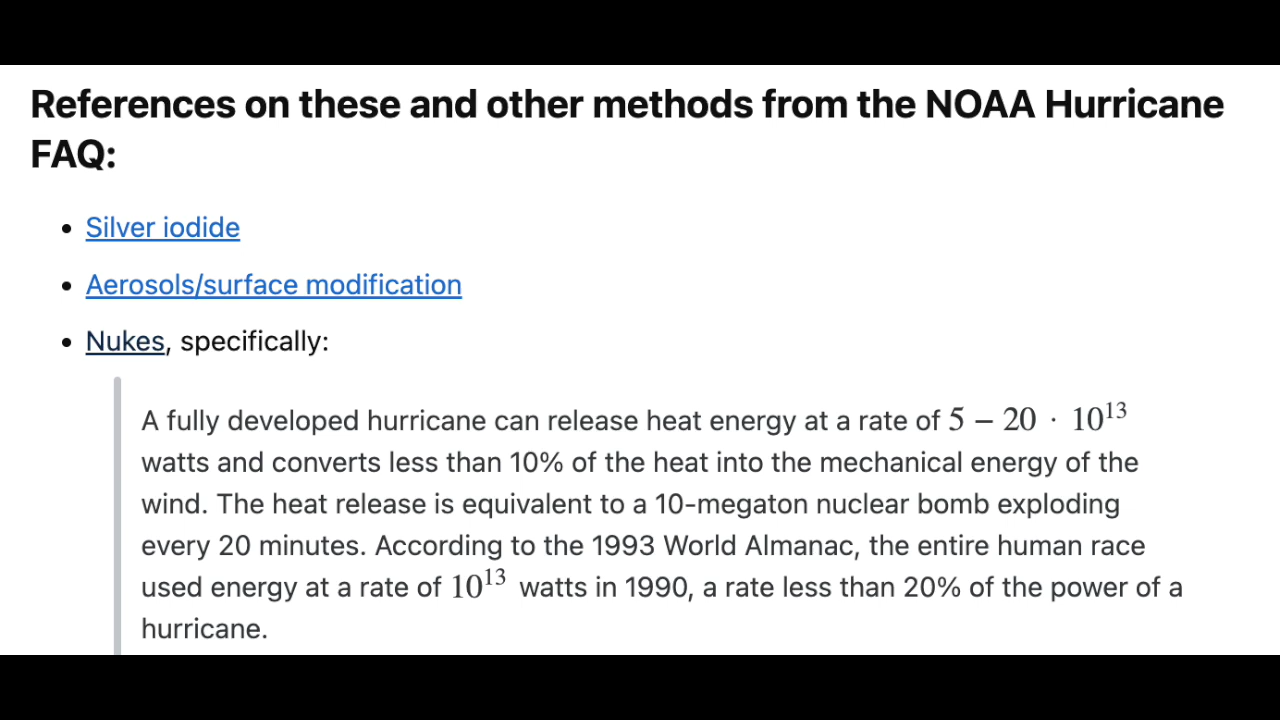 References on these and other methods from the NOAA Hurricane
FAQ:
• Silver iodide
• Aerosols/surface modification
• Nukes, specifically:
A fully developed hurricane can release heat energy at a rate of 5 − 20 · 10¹³
watts and converts less than 10% of the heat into the mechanical energy of the
wind. The heat release is equivalent to a 10-megaton nuclear bomb exploding
every 20 minutes. According to the 1993 World Almanac, the entire human race
used energy at a rate of 10¹³ watts in 1990, a rate less than 20% of the power of a
hurricane.